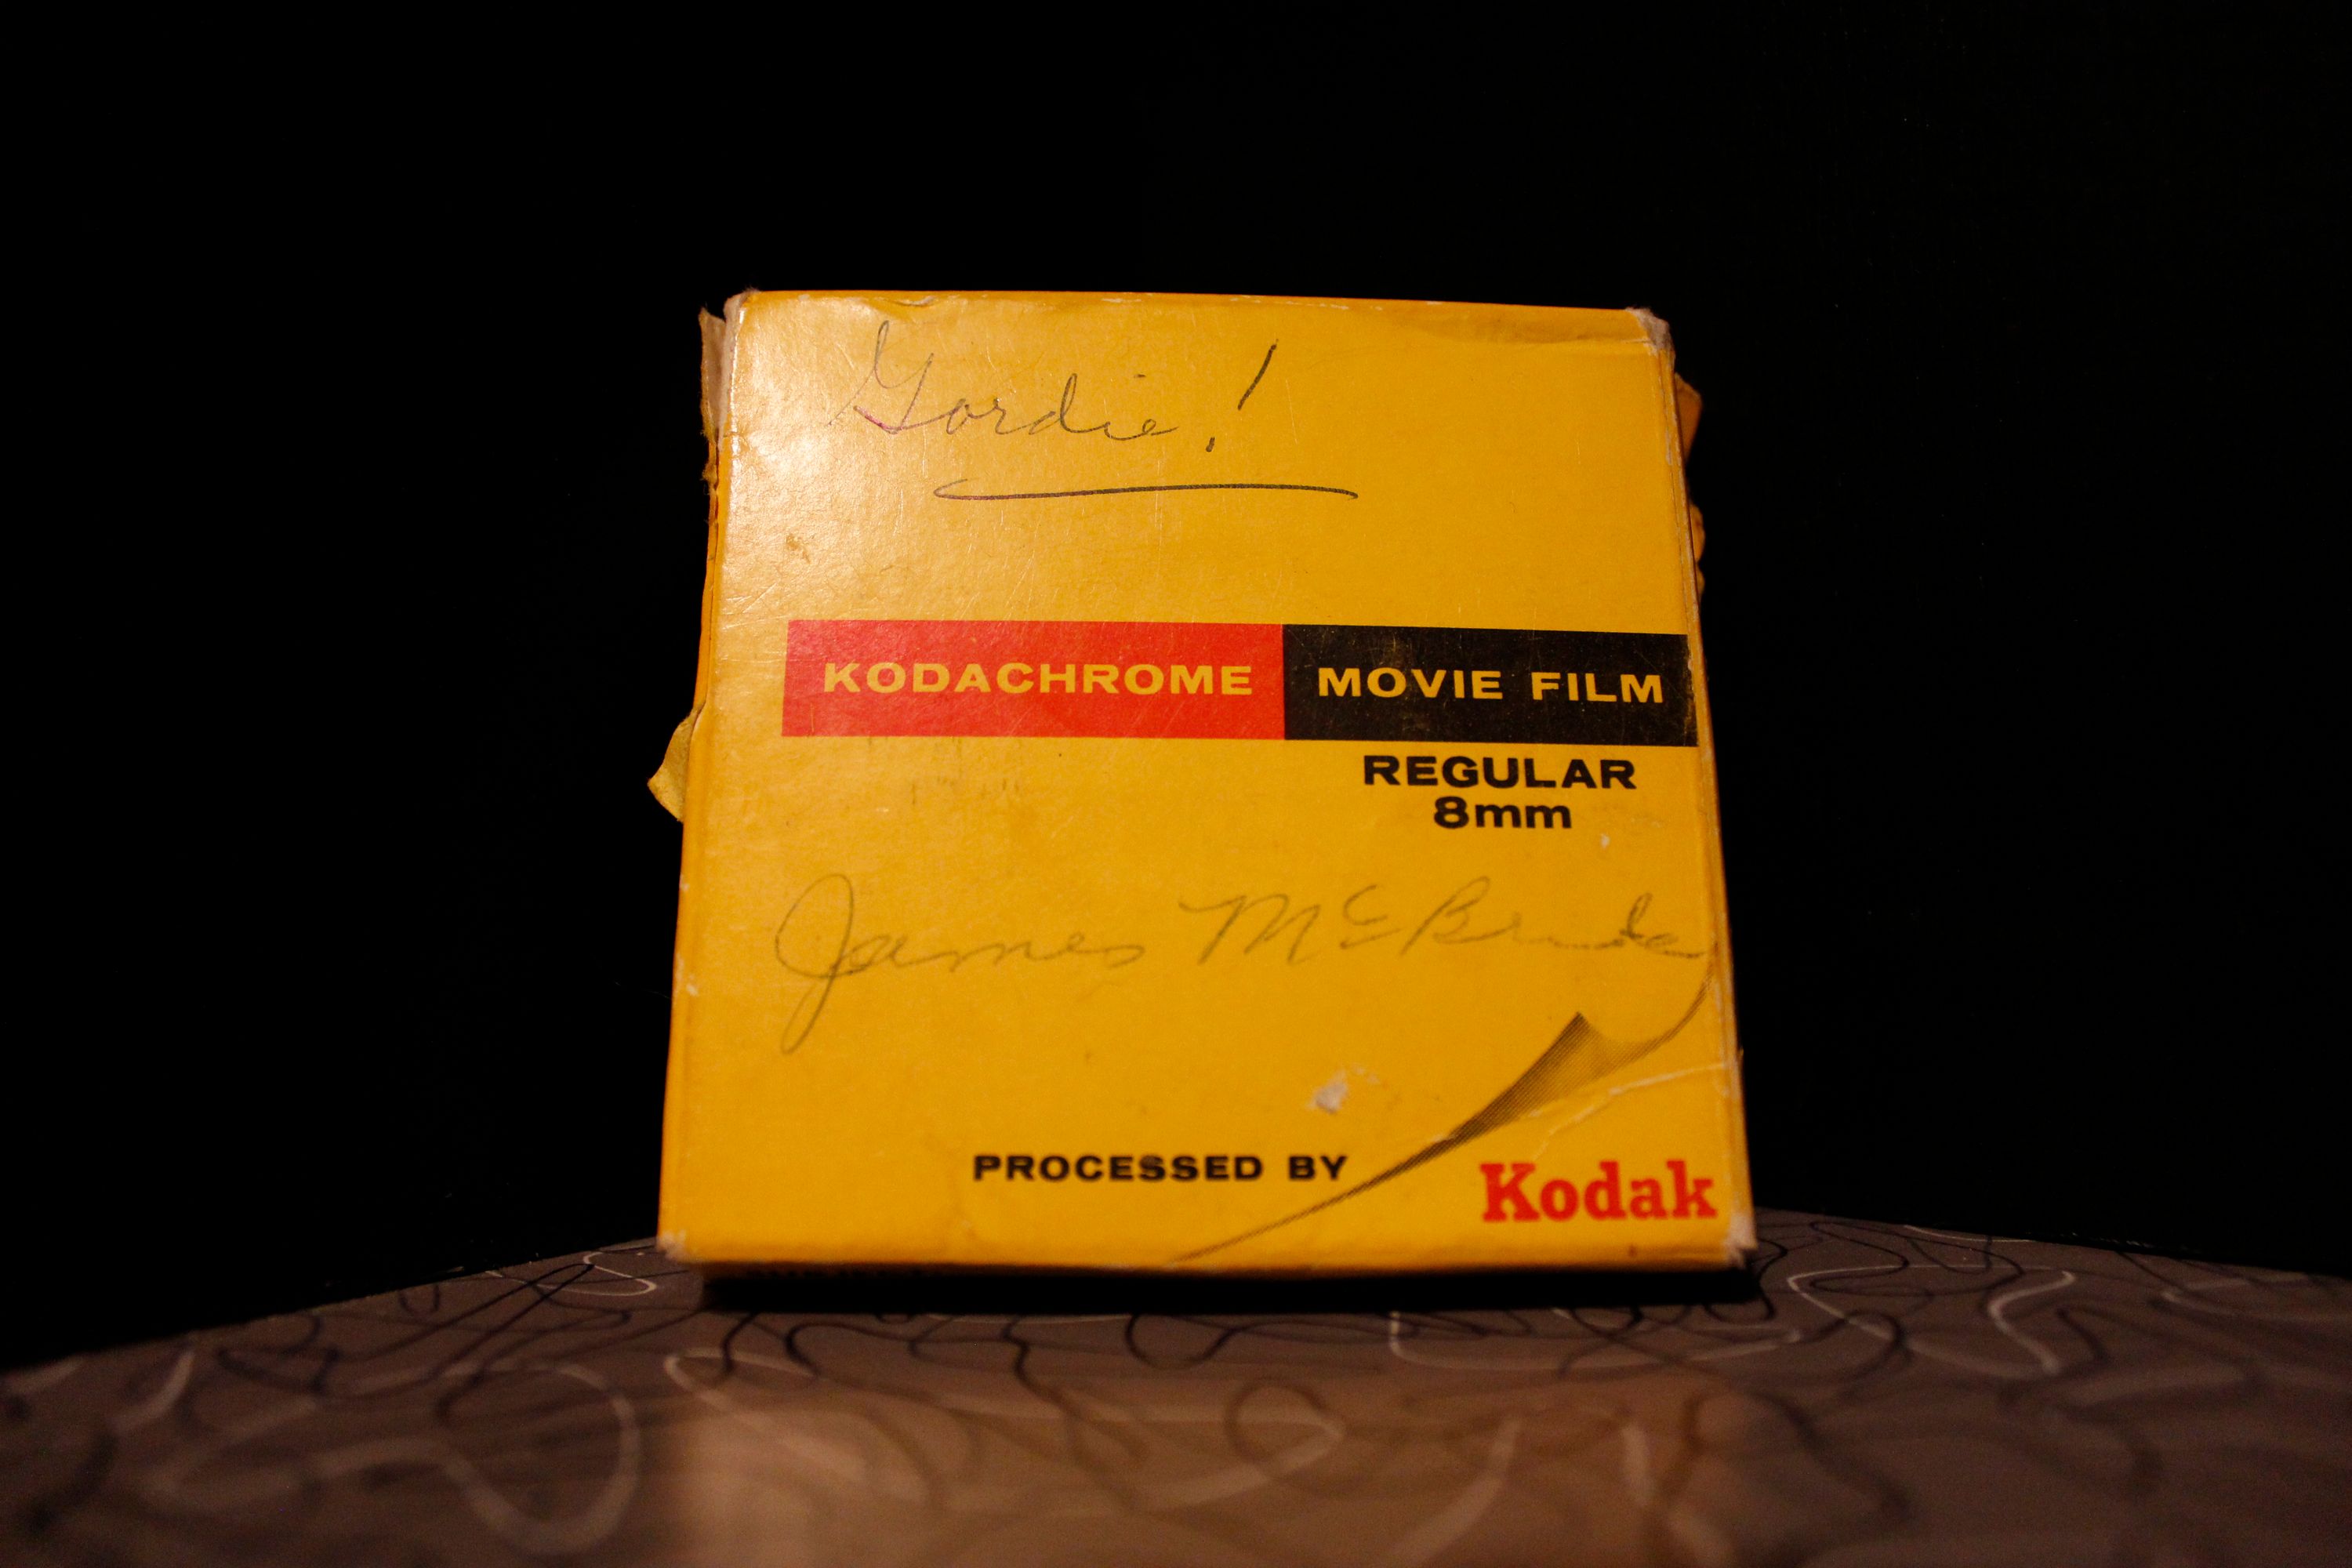 Gordie!
KODACHROME MOVIE FILM
REGULAR
8mm
James McBride
PROCESSED BY Kodak